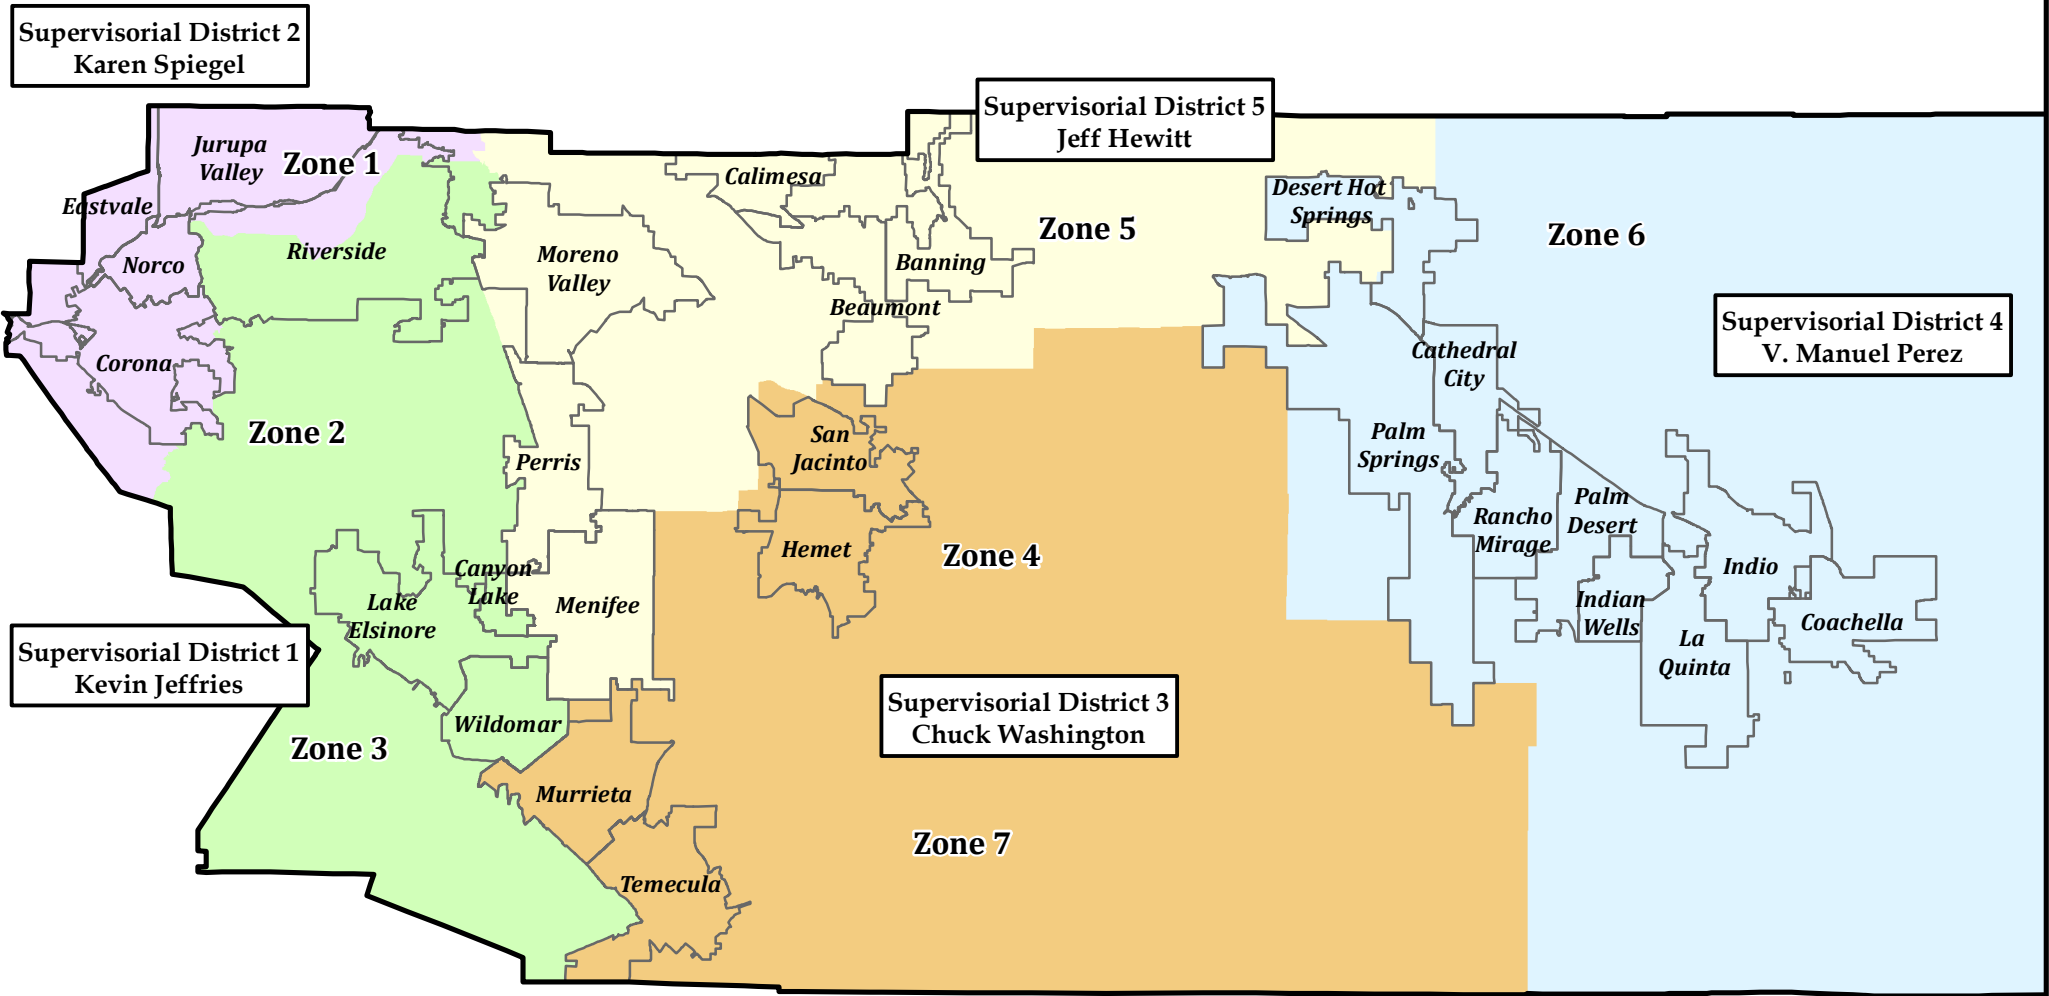 Supervisorial District 2
Karen Spiegel
Supervisorial District 5
Jeff Hewitt
Jurupa
Valley
Zone 1
Calimesa
Desert Hot
Springs
Eastvale
Zone 5
Zone 6
Riverside
Norco
Moreno
Valley
Banning
Beaumont
Supervisorial District 4
V. Manuel Perez
Corona
Cathedral
City
Zone 2
San
Jacinto
Palm
Springs
Perris
Palm
Desert
Rancho
Mirage
Hemet
Zone 4
Indio
Canyon
Lake
Lake
Elsinore
Menifee
Indian
Wells
Coachella
La
Quinta
Supervisorial District 1
Kevin Jeffries
Supervisorial District 3
Chuck Washington
Wildomar
Zone 3
Murrieta
Zone 7
Temecula